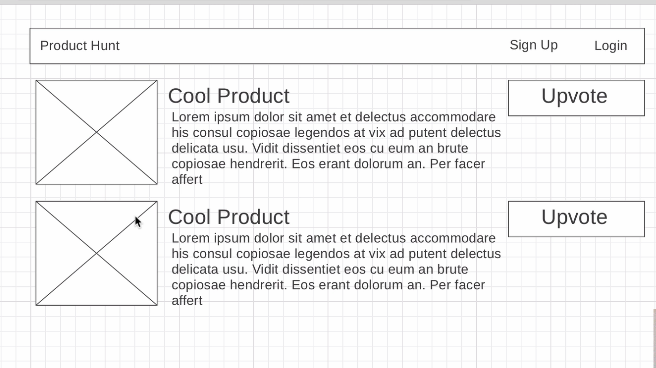 Product Hunt
Sign Up
Login
Cool Product
Upvote
Lorem ipsum dolor sit amet et delectus accommodare
his consul copiosae legendos at vix ad putent delectus
delicata usu. Vidit dissentiet eos cu eum an brute
copiosae hendrerit. Eos erant dolorum an. Per facer
affert
Cool Product
Upvote
Lorem ipsum dolor sit amet et delectus accommodare
his consul copiosae legendos at vix ad putent delectus
delicata usu. Vidit dissentiet eos cu eum an brute
copiosae hendrerit. Eos erant dolorum an. Per facer
affert